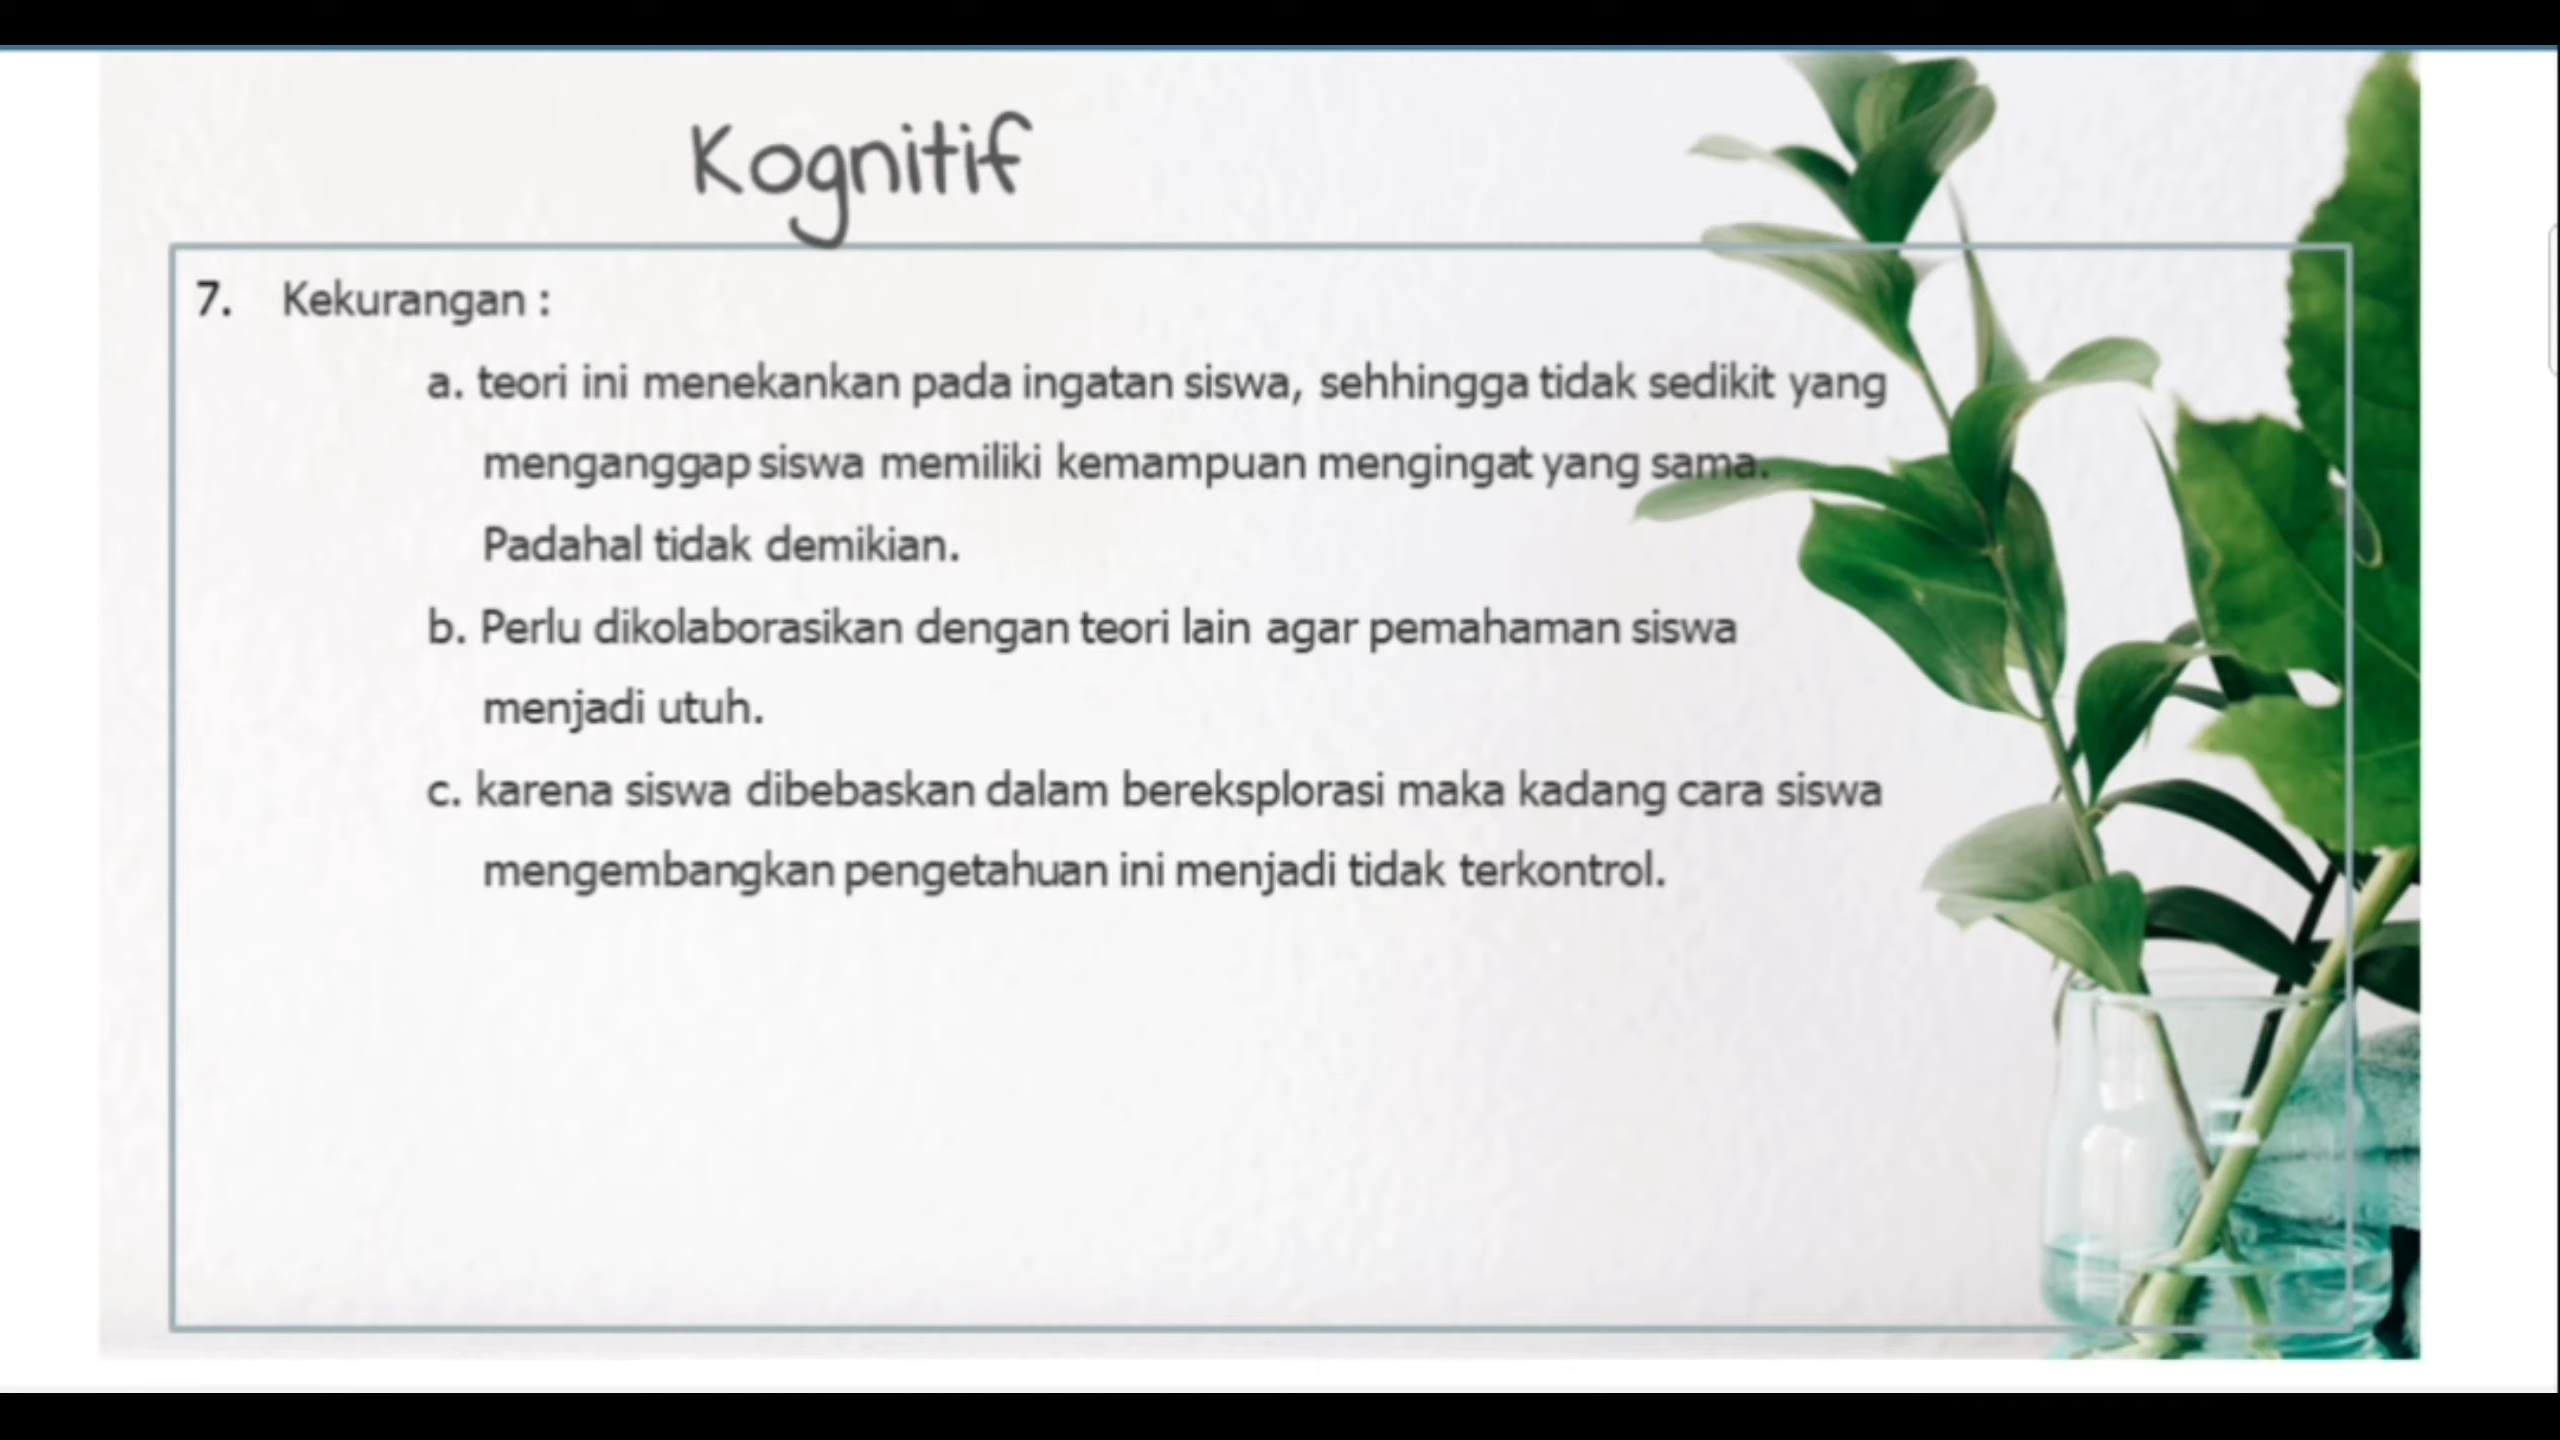 Kognitif
7. Kekurangan :
a. teori ini menekankan pada ingatan siswa, sehhingga tidak sedikit yang
menganggap siswa memiliki kemampuan mengingat yang sama.
Padahal tidak demikian.
b. Perlu dikolaborasikan dengan teori lain agar pemahaman siswa
menjadi utuh.
c. karena siswa dibebaskan dalam bereksplorasi maka kadang cara siswa
mengembangkan pengetahuan ini menjadi tidak terkontrol.